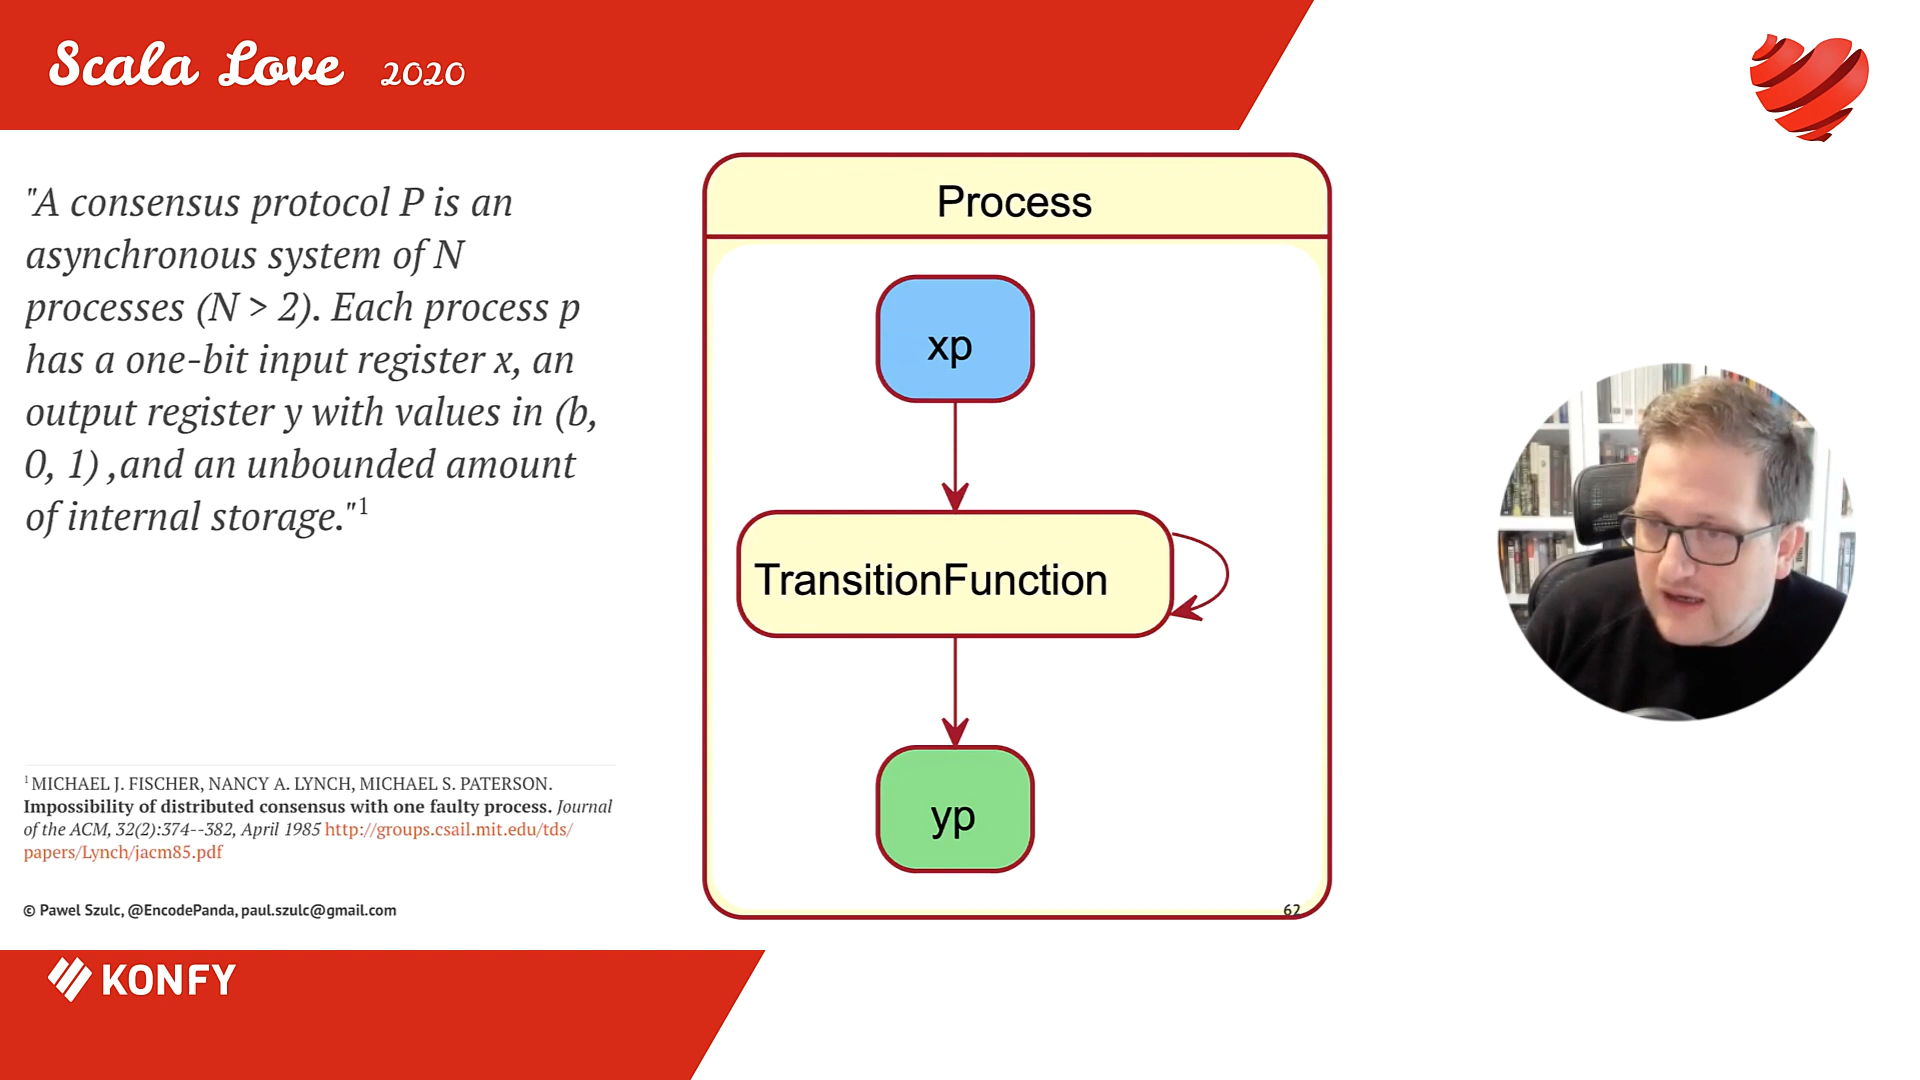 Scala Love 2020
"A consensus protocol P is an
asynchronous system of N
processes (N > 2). Each process p
has a one-bit input register x, an
output register y with values in (b,
0, 1) ,and an unbounded amount
of internal storage."1
1 MICHAEL J. FISCHER, NANCY A. LYNCH, MICHAEL S. PATERSON.
Impossibility of distributed consensus with one faulty process. Journal
of the ACM, 32(2):374--382, April 1985 http://groups.csail.mit.edu/tds/
papers/Lynch/jacm85.pdf
© Pawel Szulc, @EncodePanda, paul.szulc@gmail.com
Process
xp
TransitionFunction
yp
62
KONFY